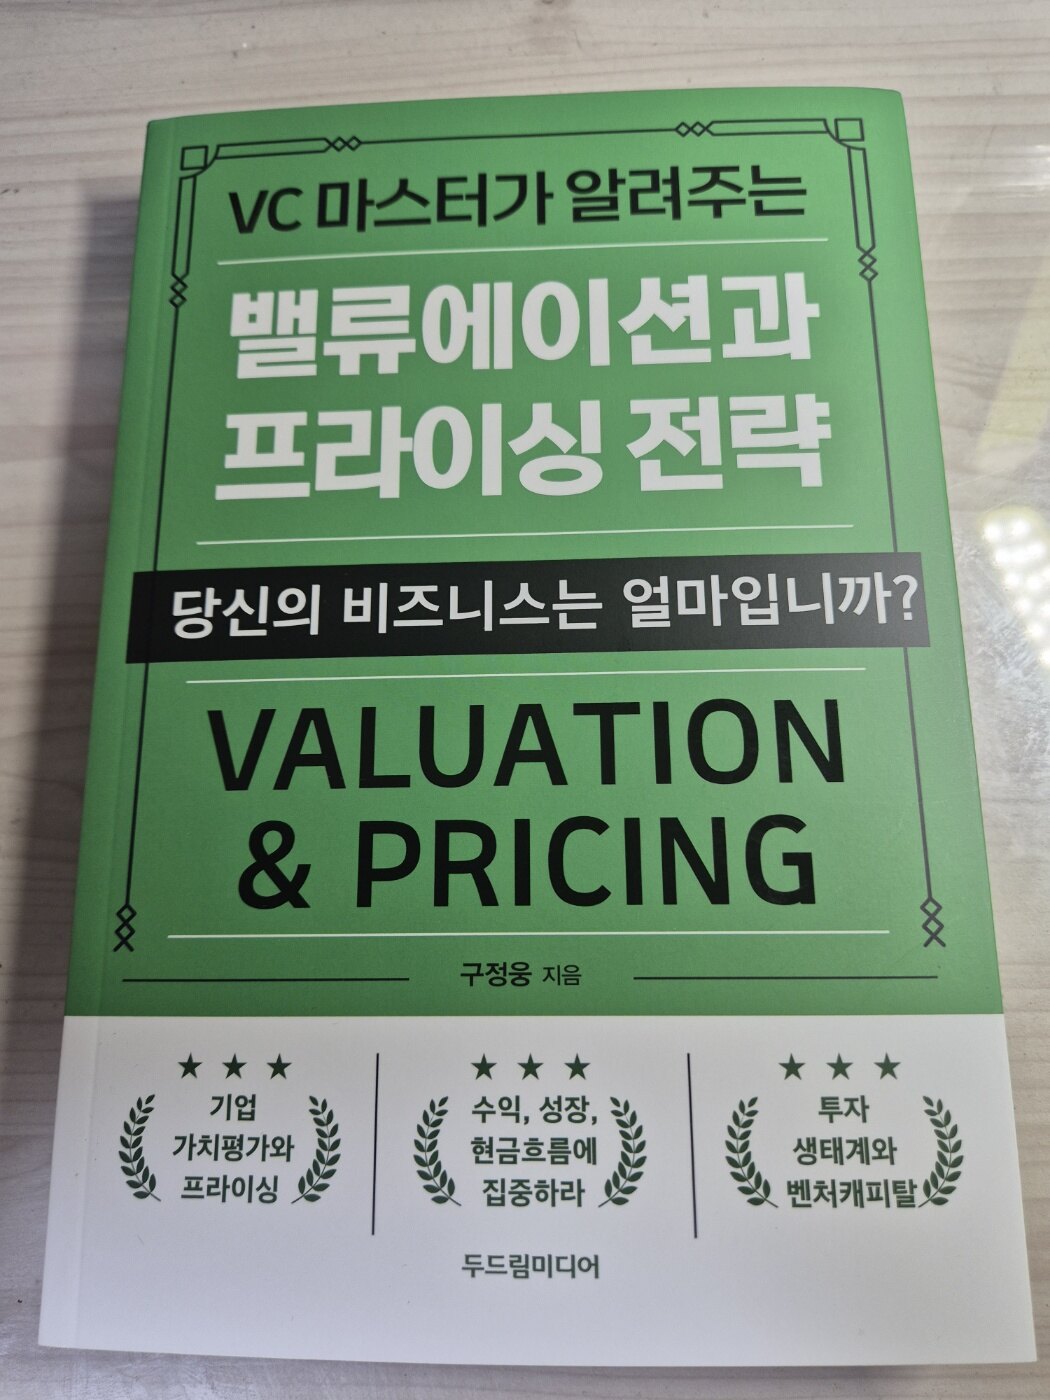 VC 마스터가 알려주는
밸류에이션과
프라이싱 전략
당신의 비즈니스는 얼마입니까?
VALUATION
& PRICING
구정웅 지음
★ ★ ★
기업
가치평가와
프라이싱
★ ★ ★
수익, 성장,
현금흐름에
집중하라
★ ★ ★
투자
생태계와
벤처캐피탈
두드림미디어